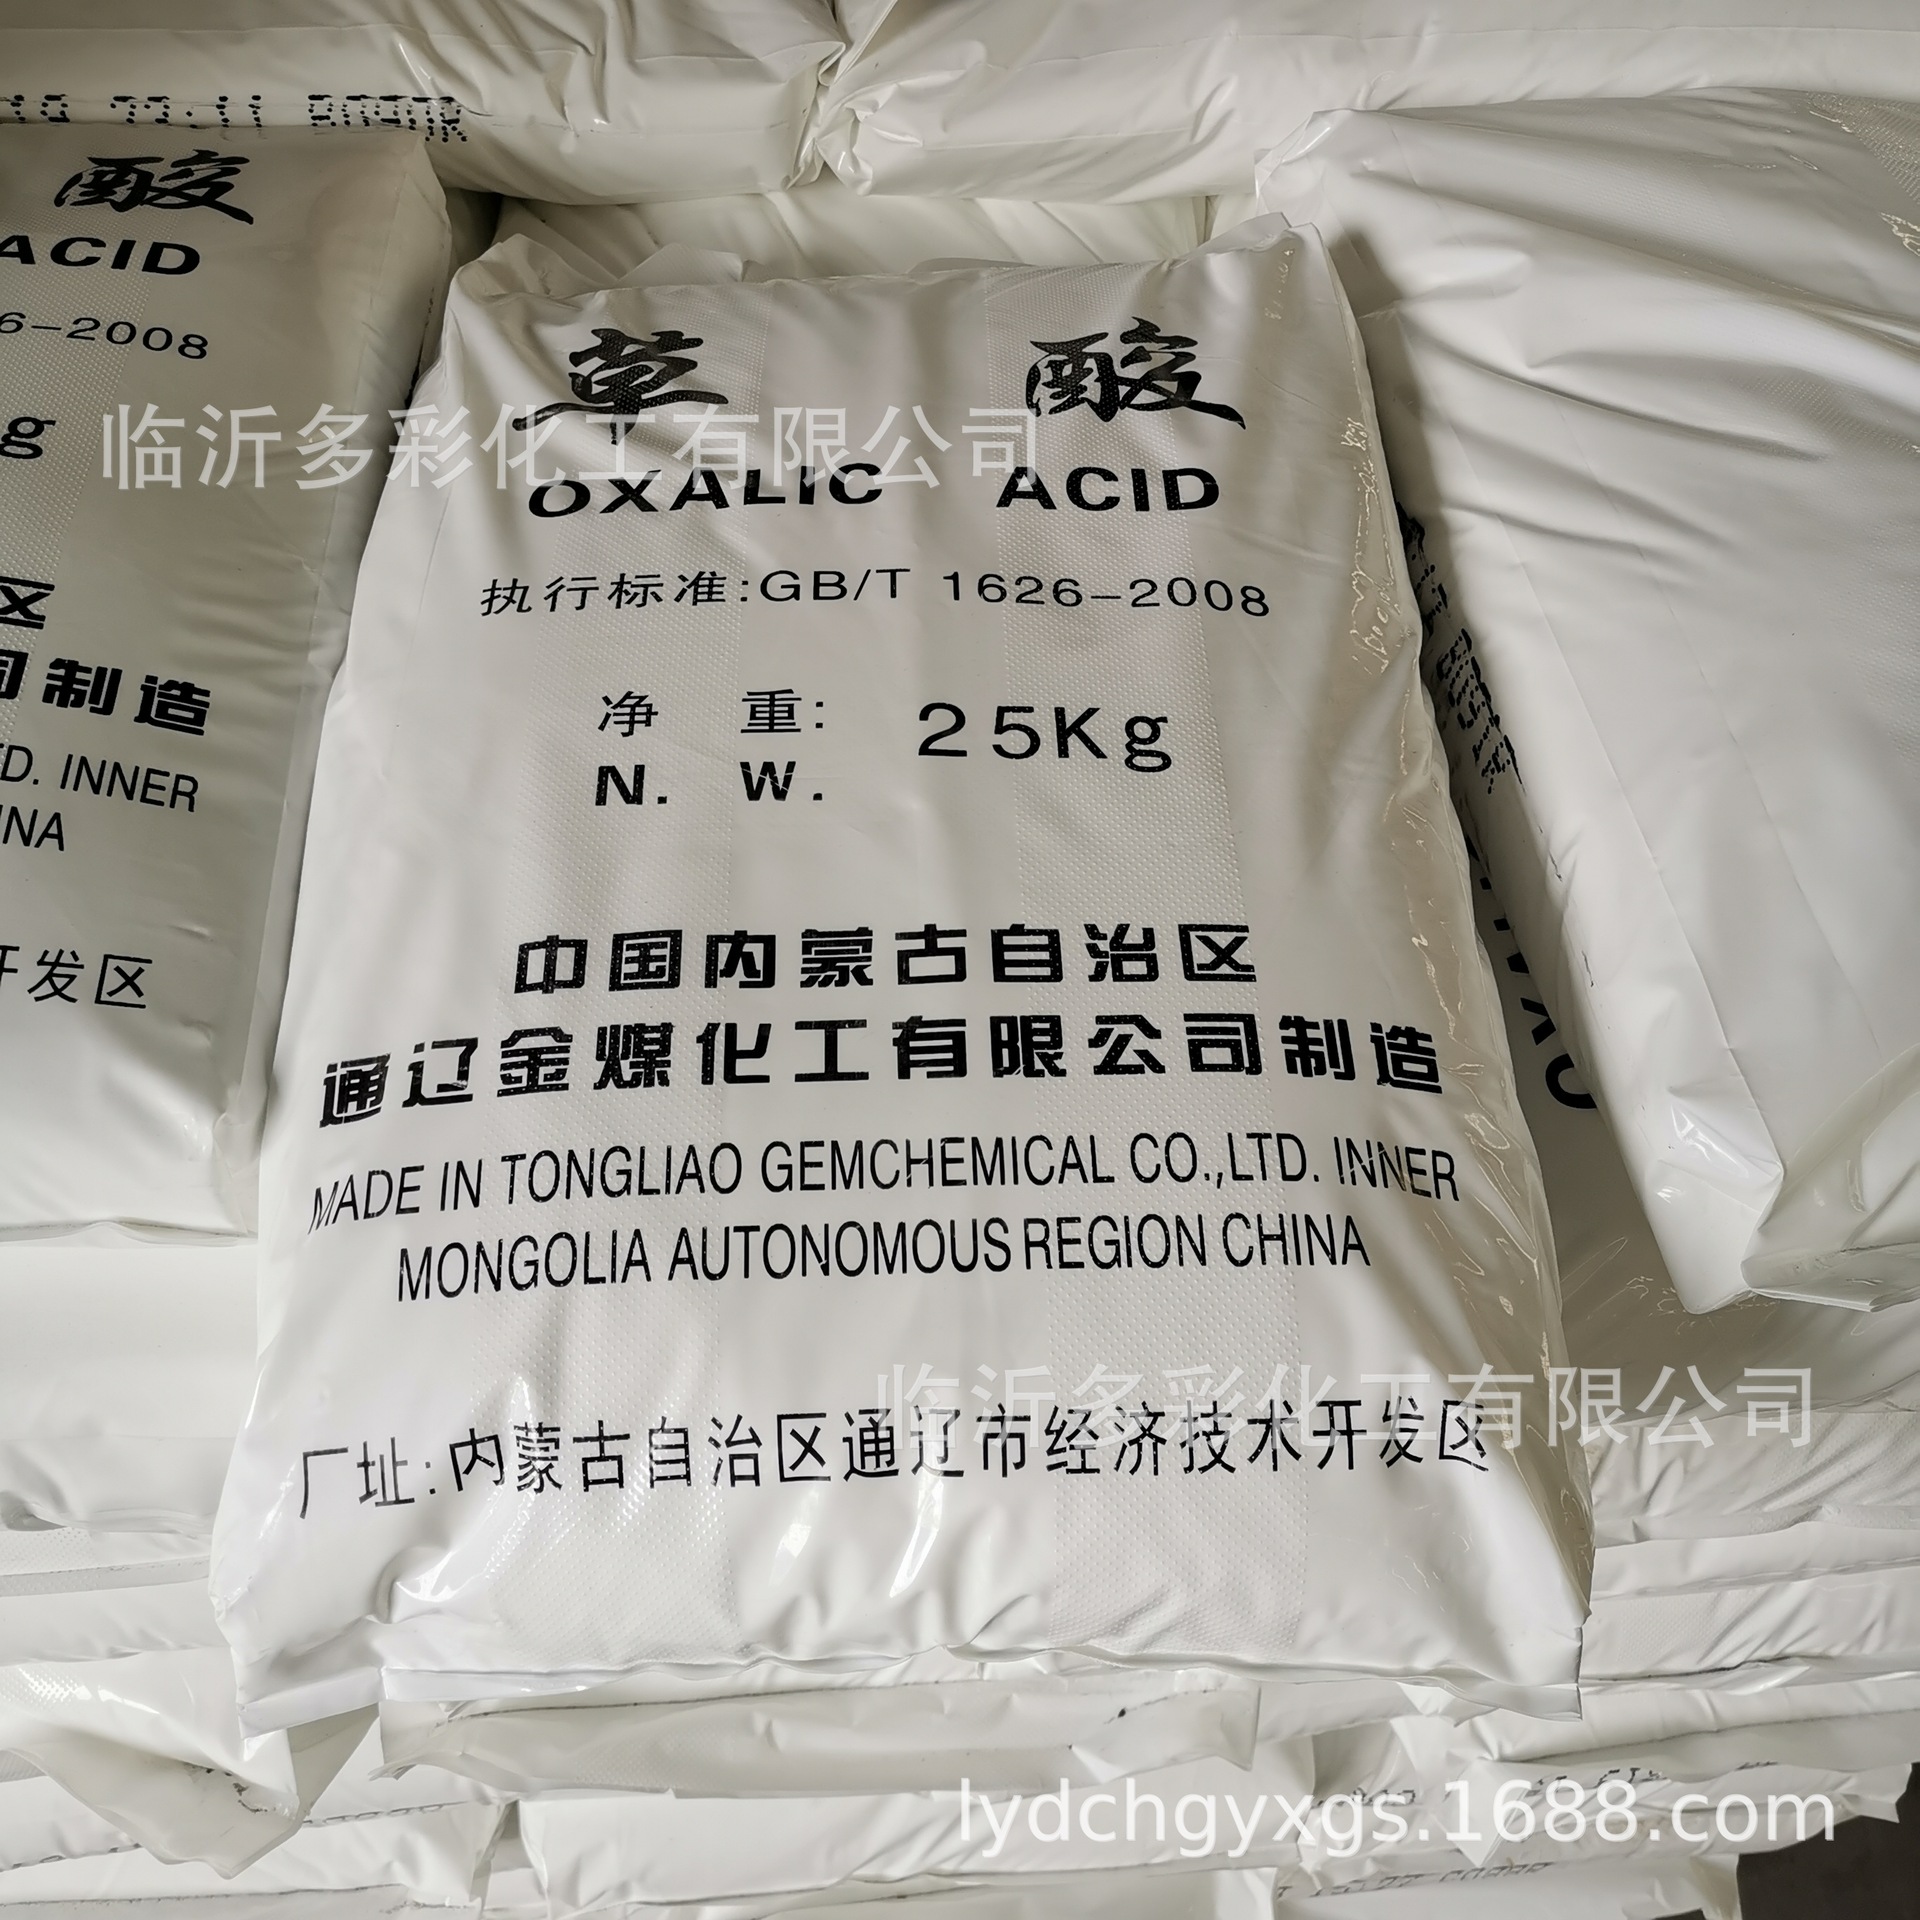 草 酸
OXALIC ACID
执行标准:GB/T 1626-2008
净 重: 25Kg
N. W.
中国内蒙古自治区
通辽金煤化工有限公司制造
MADE IN TONGLIAO GEMCHEMICAL CO.,LTD. INNER
MONGOLIA AUTONOMOUS REGION CHINA
厂址:内蒙古自治区通辽市经济技术开发区
酸
ACID
6-2008
g
区
司制造
TD. INNER
INA
开发区
临沂多彩化工有限公司
临沂多彩化工有限公司
lydchgyxgs.1688.com